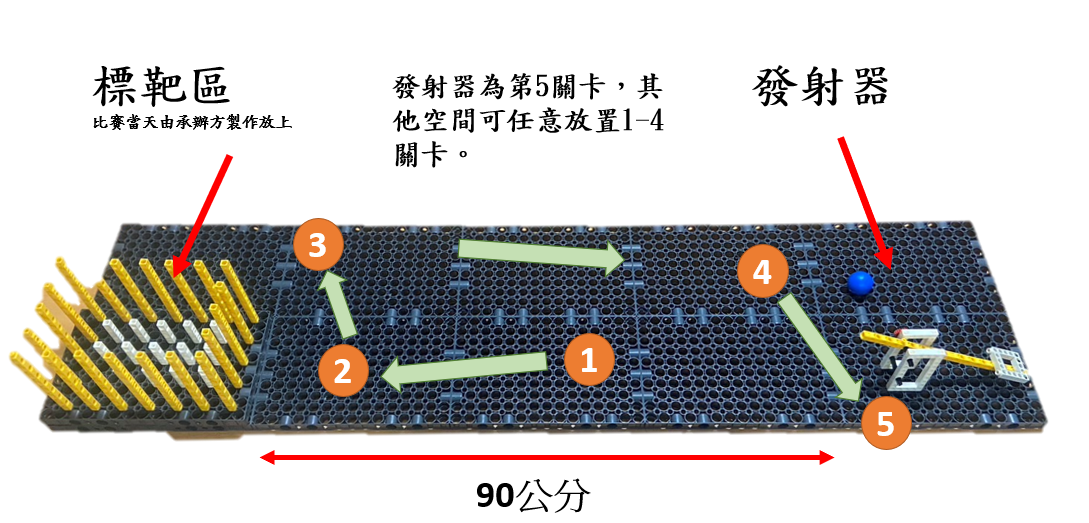 標靶區
比賽當天由承辦方製作放上
發射器為第5關卡，其
他空間可任意放置1-4
關卡。
發射器
3
4
1
2
5
90公分